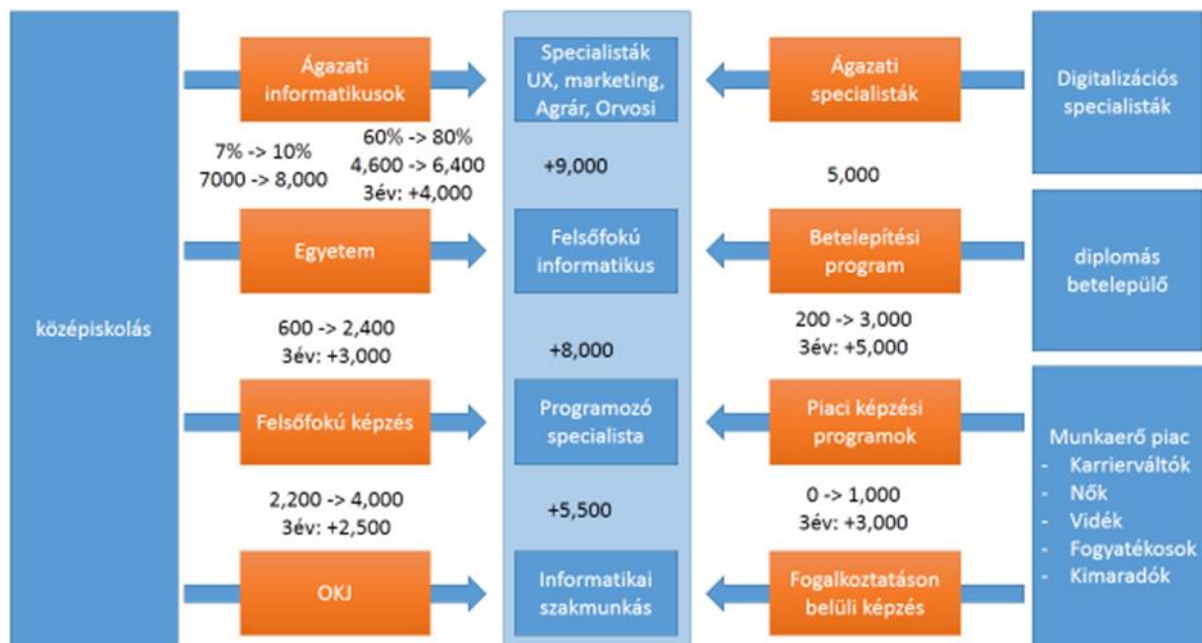 középiskolás
Ágazati
informatikusok
Specialisták
UX, marketing,
Agrár, Orvosi
Ágazati
specialisták
Digitalizációs
specialisták
7% -> 10%
7000 -> 8,000
60% -> 80%
4,600 -> 6,400
3év: +4,000
+9,000
5,000
Egyetem
Felsőfokú
informatikus
Betelepítési
program
diplomás
betelepülő
600 -> 2,400
3év: +3,000
+8,000
200 -> 3,000
3év: +5,000
Felsőfokú képzés
Programozó
specialista
Piaci képzési
programok
Munkaerő piac
- Karrierváltók
- Nők
- Vidék
- Fogyatékosok
- Kimaradók
2,200 -> 4,000
3év: +2,500
+5,500
0 -> 1,000
3év: +3,000
OKJ
Informatikai
szakmunkás
Fogalkoztatáson
belüli képzés